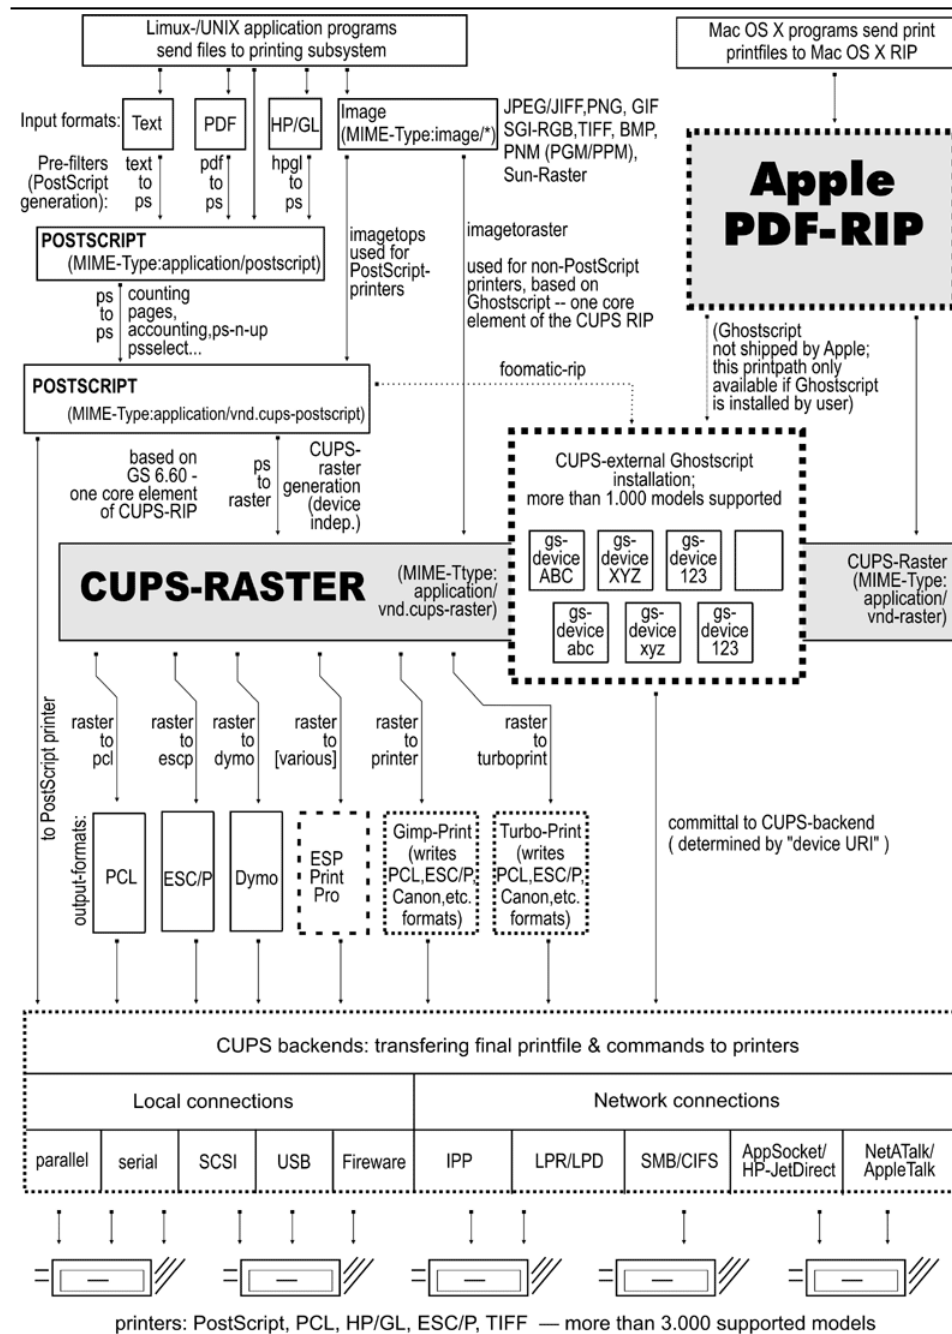 Limux-/UNIX application programs
send files to printing subsystem
Mac OS X programs send print
printfiles to Mac OS X RIP
Input formats:
Text
PDF
HP/GL
Image
(MIME-Type:image/*)
JPEG/JIFF,PNG, GIF
SGI-RGB,TIFF, BMP,
PNM (PGM/PPM),
Sun-Raster
Apple
PDF-RIP
Pre-filters
(PostScript
generation):
text
to
ps
pdf
to
ps
hpgl
to
ps
POSTSCRIPT
(MIME-Type:application/postscript)
imagetops
used for
PostScript-
printers
imagetoraster
used for non-PostScript
printers, based on
Ghostscript -- one core
element of the CUPS RIP
ps
to
ps
counting
pages,
accounting,ps-n-up
psselect...
(Ghostscript
not shipped by Apple;
this printpath only
available if Ghostscript
is installed by user)
foomatic-rip
POSTSCRIPT
(MIME-Type:application/vnd.cups-postscript)
based on
GS 6.60 -
one core element
of CUPS-RIP
ps
to
raster
CUPS-
raster
generation
(device
indep.)
CUPS-external Ghostscript
installation;
more than 1.000 models supported
gs-
device
ABC
gs-
device
XYZ
gs-
device
123
gs-
device
abc
gs-
device
xyz
gs-
device
123
CUPS-RASTER
(MIME-Ttype:
application/
vnd.cups-raster)
CUPS-Raster
(MIME-Type:
application/
vnd-raster)
to PostScript printer
raster
to
pcl
raster
to
escp
raster
to
dymo
raster
to
[various]
raster
to
printer
raster
to
turboprint
output-formats:
PCL
ESC/P
Dymo
ESP
Print
Pro
Gimp-Print
(writes
PCL,ESC/P,
Canon,etc.
formats)
Turbo-Print
(writes
PCL,ESC/P,
Canon,etc.
formats)
committal to CUPS-backend
( determined by "device URI" )
CUPS backends: transfering final printfile & commands to printers
Local connections
Network connections
parallel
serial
SCSI
USB
Fireware
IPP
LPR/LPD
SMB/CIFS
AppSocket/
HP-JetDirect
NetATalk/
AppleTalk
printers: PostScript, PCL, HP/GL, ESC/P, TIFF — more than 3.000 supported models